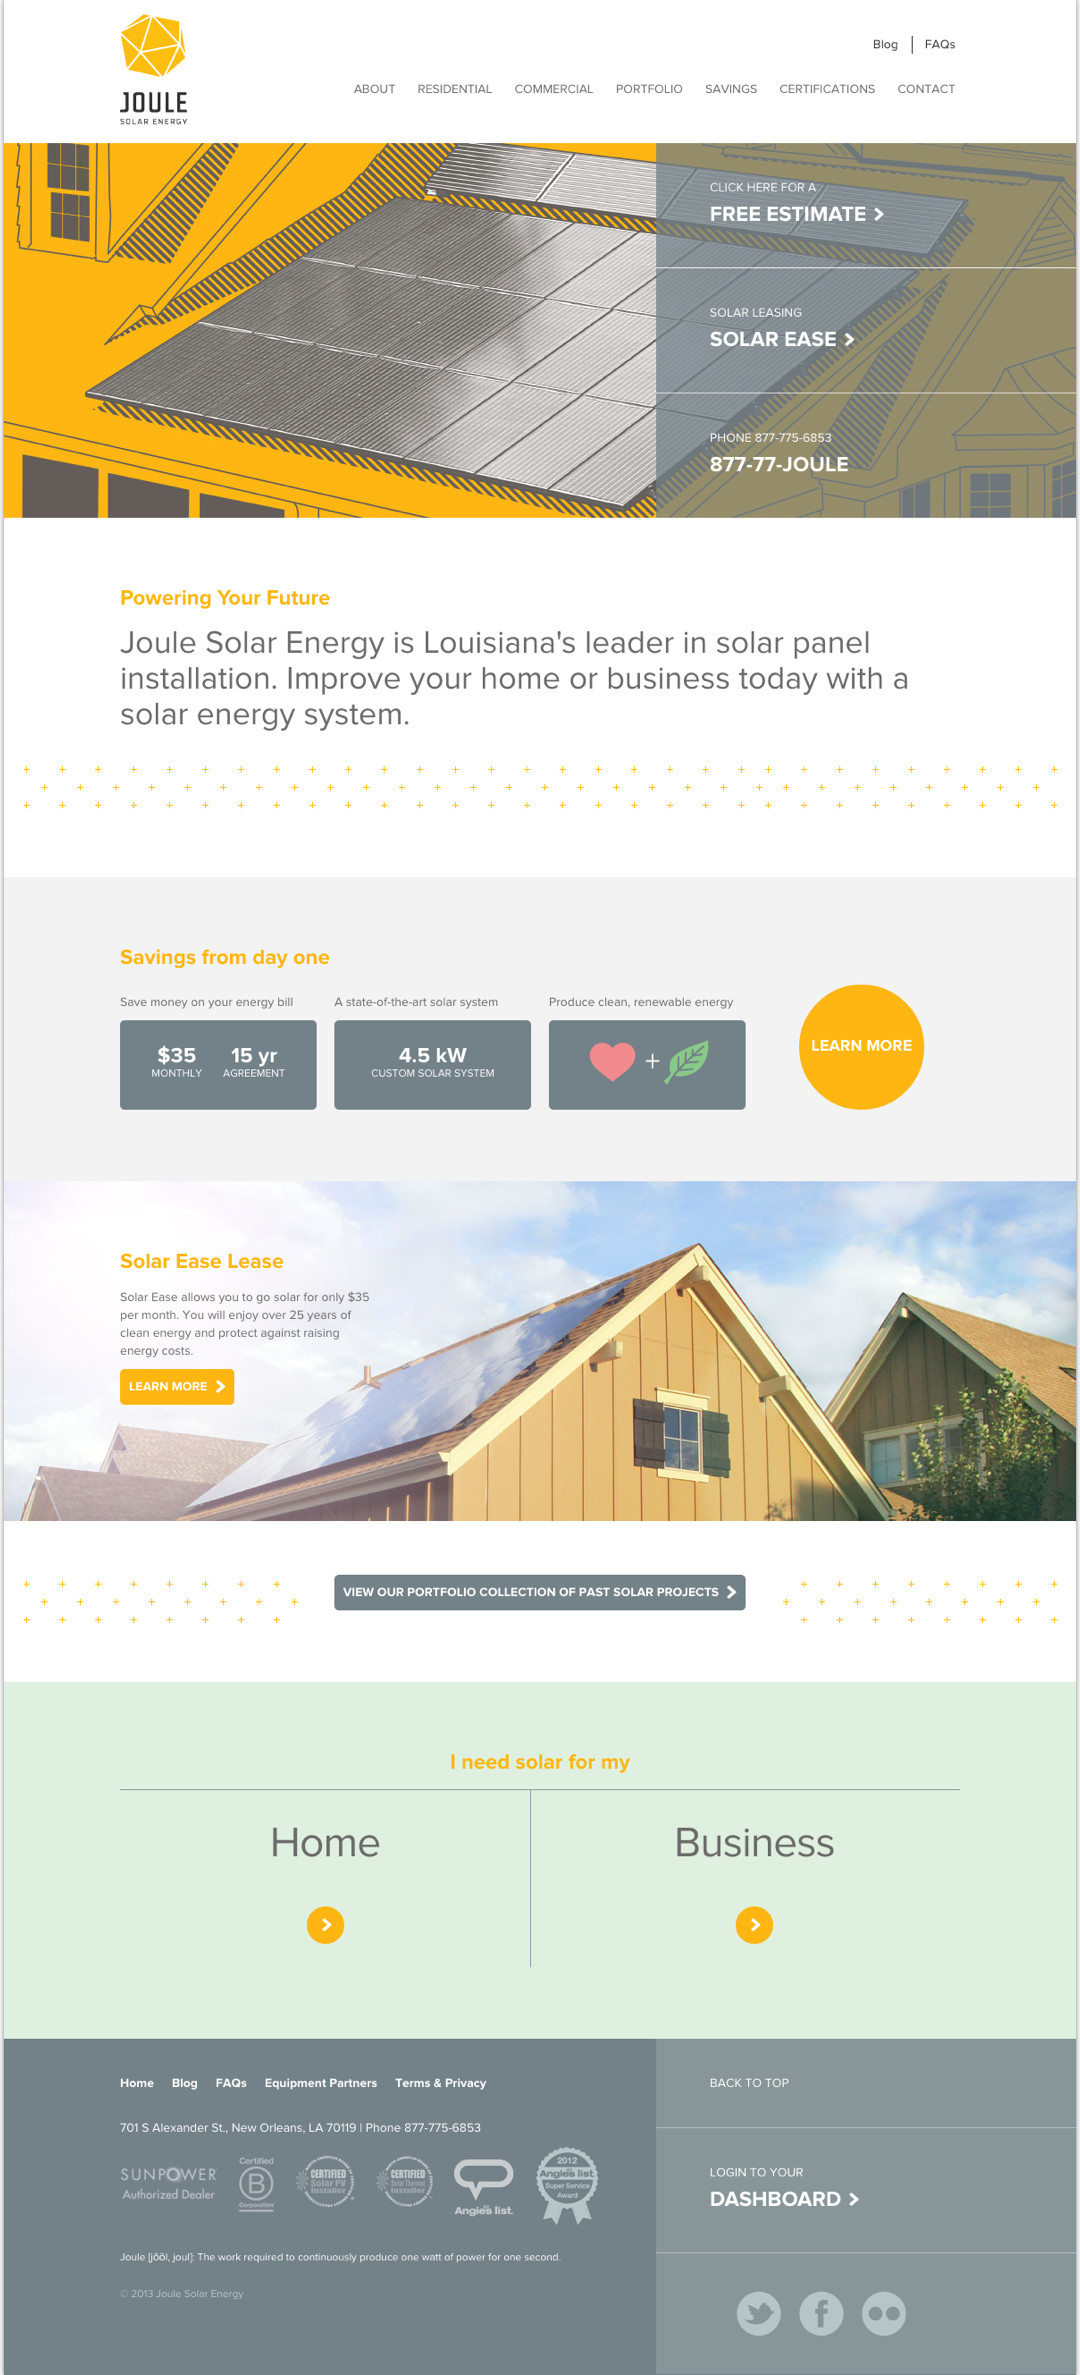 JOULE
SOLAR ENERGY
Blog
FAQs
ABOUT RESIDENTIAL COMMERCIAL PORTFOLIO SAVINGS CERTIFICATIONS CONTACT
CLICK HERE FOR A
FREE ESTIMATE
SOLAR LEASING
SOLAR EASE
PHONE 877-775-6853
877-77-JOULE
Powering Your Future
Joule Solar Energy is Louisiana's leader in solar panel
installation. Improve your home or business today with a
solar energy system.
Savings from day one
Save money on your energy bill
$35 15 yr
MONTHLY AGREEMENT
A state-of-the-art solar system
4.5 kW
CUSTOM SOLAR SYSTEM
Produce clean, renewable energy
+
LEARN MORE
Solar Ease Lease
Solar Ease allows you to go solar for only $35
per month. You will enjoy over 25 years of
clean energy and protect against raising
energy costs.
LEARN MORE
VIEW OUR PORTFOLIO COLLECTION OF PAST SOLAR PROJECTS
I need solar for my
Home
Business
Home Blog FAQs Equipment Partners Terms & Privacy
701 S Alexander St., New Orleans, LA 70119 | Phone 877-775-6853
SUNPOWER
Authorized Dealer
Certified
B
Corporation
CERTIFIED
Solar PV
Installer
CERTIFIED
Solar Thermal
Installer
Angie's list.
2012
Angie's list
Super Service
Award
Joule [jōōl, joul]: The work required to continuously produce one watt of power for one second.
© 2013 Joule Solar Energy
BACK TO TOP
LOGIN TO YOUR
DASHBOARD